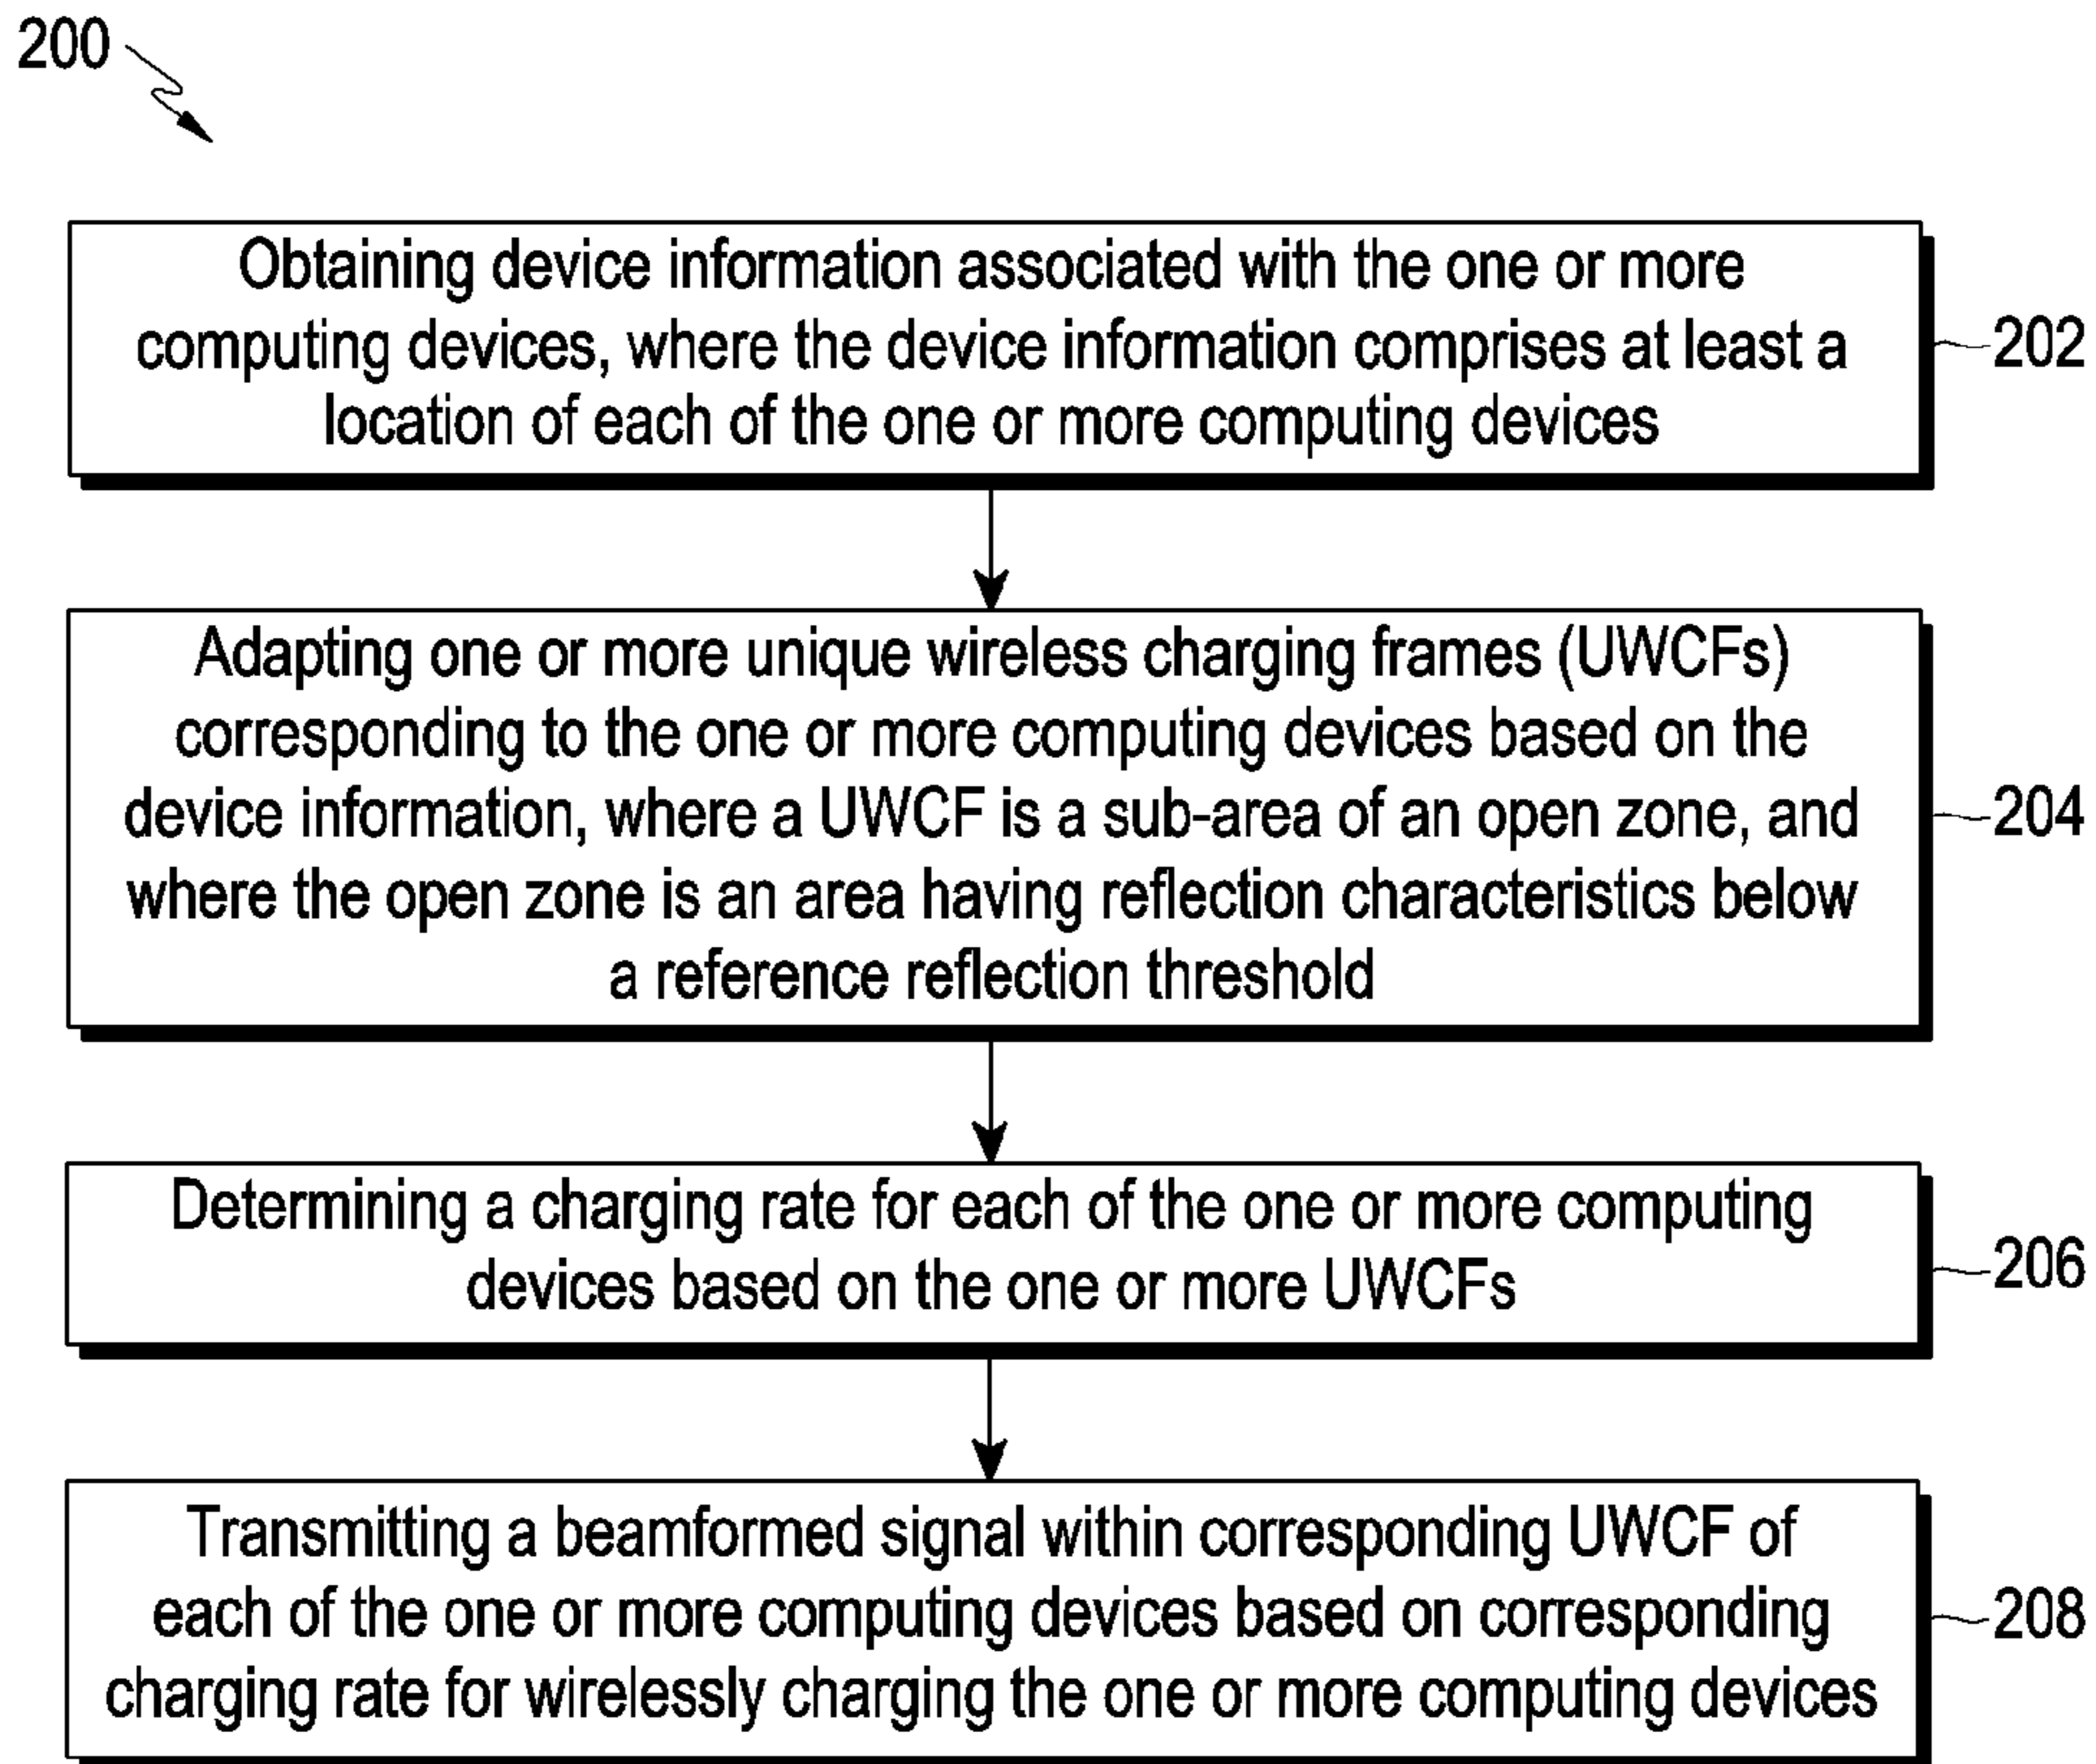 200
Obtaining device information associated with the one or more
computing devices, where the device information comprises at least a
location of each of the one or more computing devices
202
Adapting one or more unique wireless charging frames (UWCFs)
corresponding to the one or more computing devices based on the
device information, where a UWCF is a sub-area of an open zone, and
where the open zone is an area having reflection characteristics below
a reference reflection threshold
204
Determining a charging rate for each of the one or more computing
devices based on the one or more UWCFs
206
Transmitting a beamformed signal within corresponding UWCF of
each of the one or more computing devices based on corresponding
charging rate for wirelessly charging the one or more computing devices
208